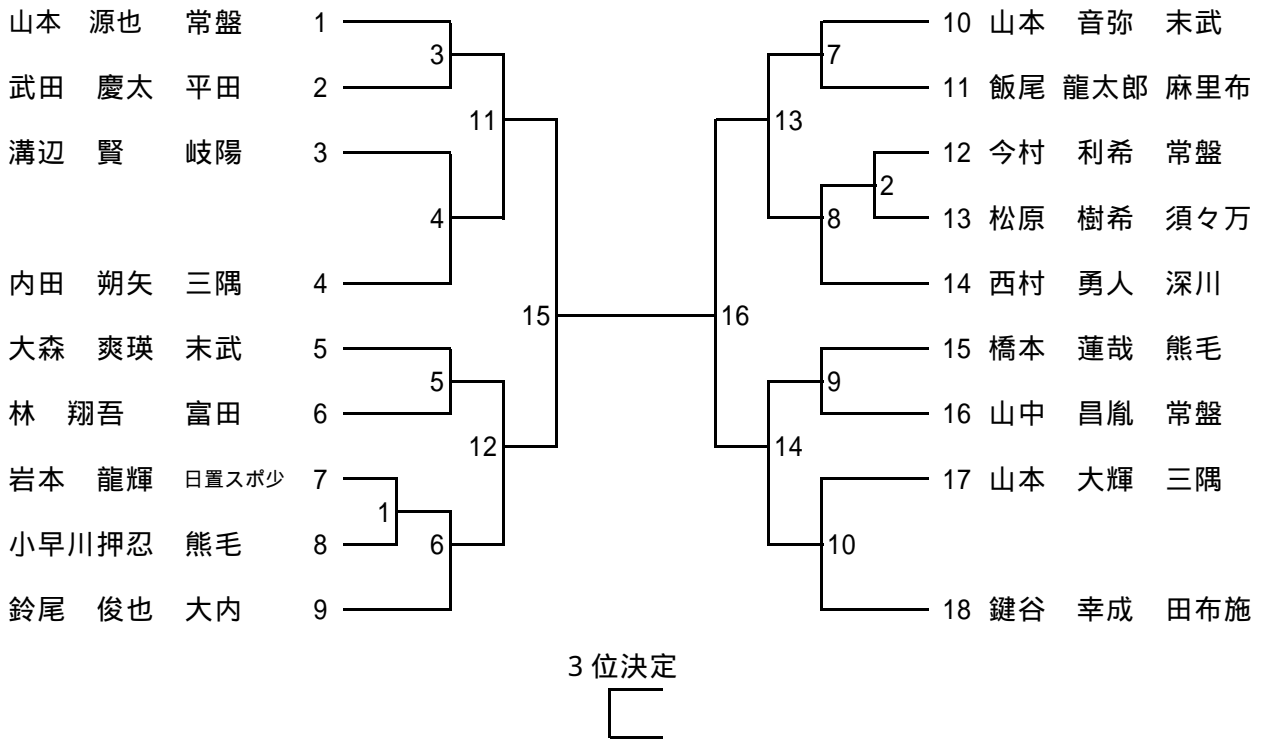 山本 源也 常盤 1
武田 慶太 平田 2
溝辺 賢 岐陽 3
内田 朔矢 三隅 4
大森 爽瑛 末武 5
林 翔吾 富田 6
岩本 龍輝 日置スポ少 7
小早川押忍 熊毛 8
鈴尾 俊也 大内 9
3
11
4
15
5
12
1
6
7
13
2
8
16
9
14
10
10 山本 音弥 末武
11 飯尾 龍太郎 麻里布
12 今村 利希 常盤
13 松原 樹希 須々万
14 西村 勇人 深川
15 橋本 蓮哉 熊毛
16 山中 昌胤 常盤
17 山本 大輝 三隅
18 鍵谷 幸成 田布施
3位決定